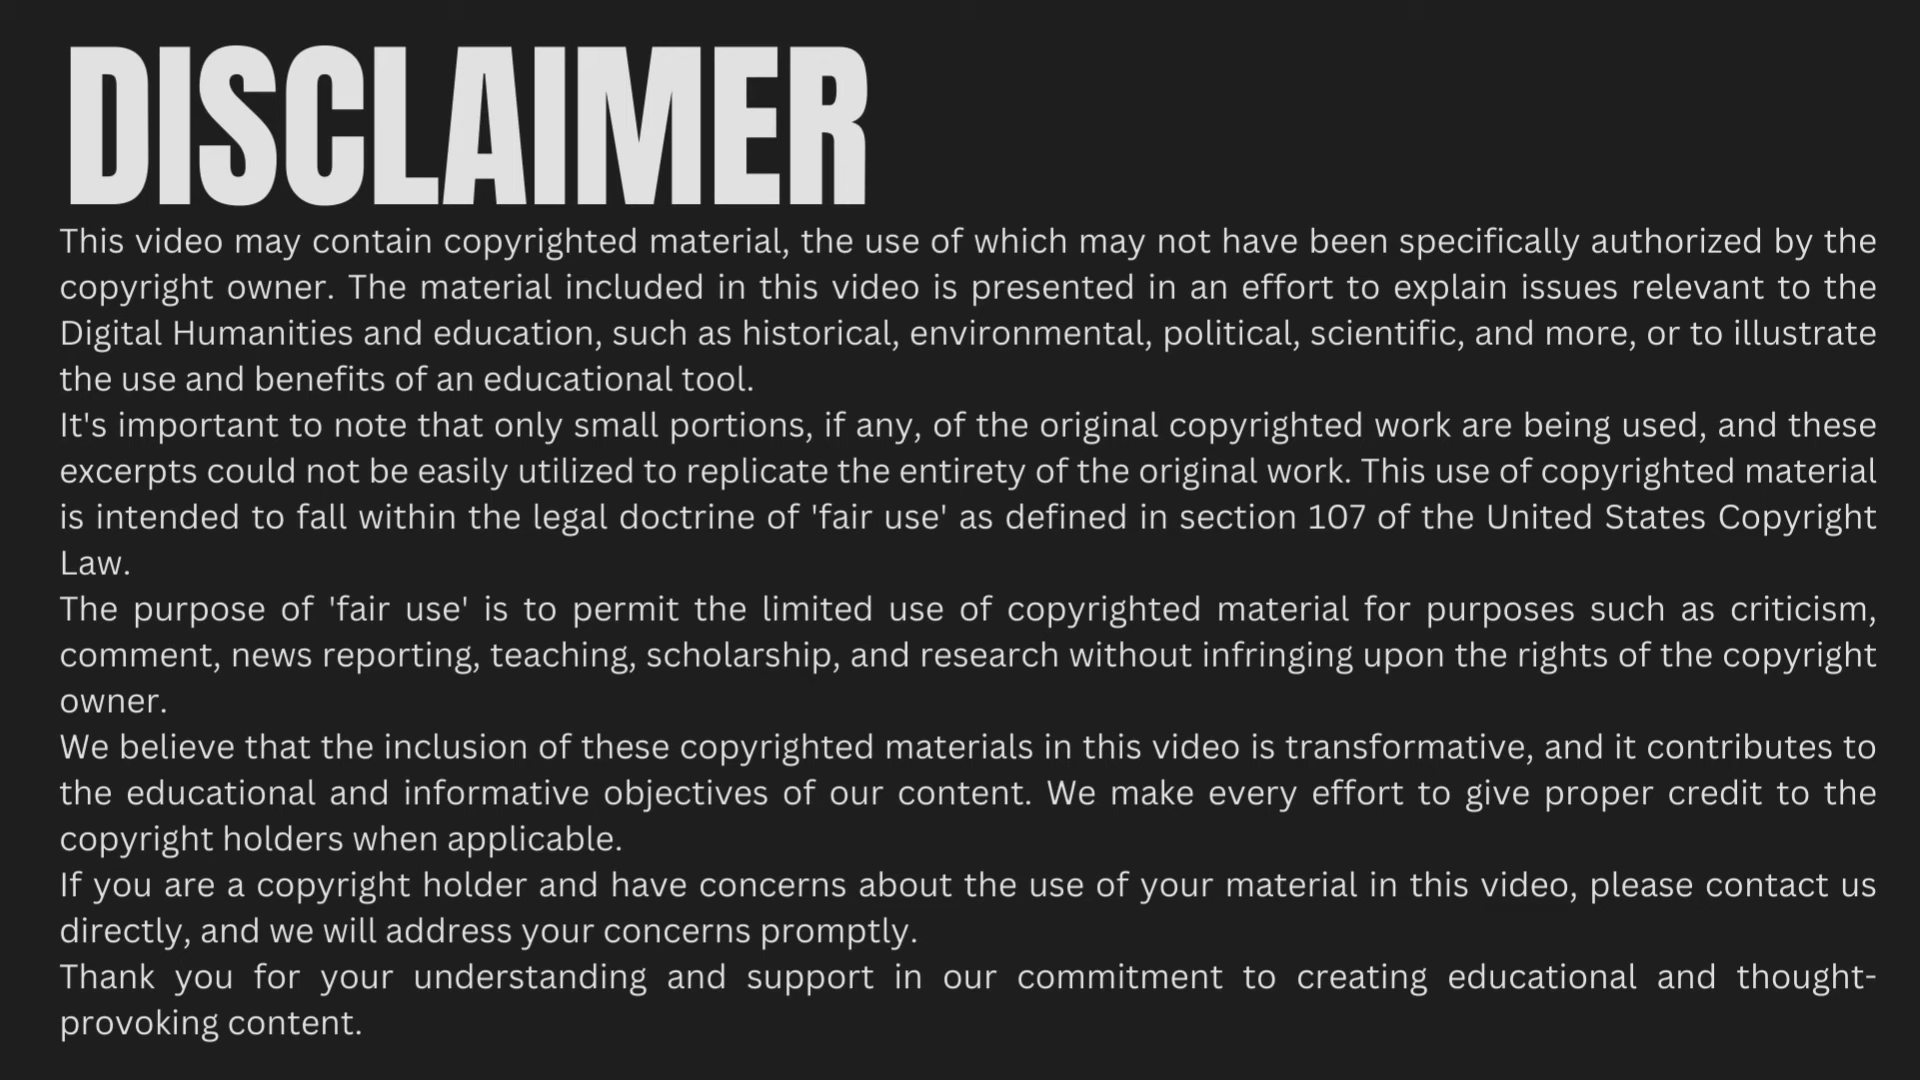 DISCLAIMER
This video may contain copyrighted material, the use of which may not have been specifically authorized by the
copyright owner. The material included in this video is presented in an effort to explain issues relevant to the
Digital Humanities and education, such as historical, environmental, political, scientific, and more, or to illustrate
the use and benefits of an educational tool.
It's important to note that only small portions, if any, of the original copyrighted work are being used, and these
excerpts could not be easily utilized to replicate the entirety of the original work. This use of copyrighted material
is intended to fall within the legal doctrine of 'fair use' as defined in section 107 of the United States Copyright
Law.
The purpose of 'fair use' is to permit the limited use of copyrighted material for purposes such as criticism,
comment, news reporting, teaching, scholarship, and research without infringing upon the rights of the copyright
owner.
We believe that the inclusion of these copyrighted materials in this video is transformative, and it contributes to
the educational and informative objectives of our content. We make every effort to give proper credit to the
copyright holders when applicable.
If you are a copyright holder and have concerns about the use of your material in this video, please contact us
directly, and we will address your concerns promptly.
Thank you for your understanding and support in our commitment to creating educational and thought-
provoking content.